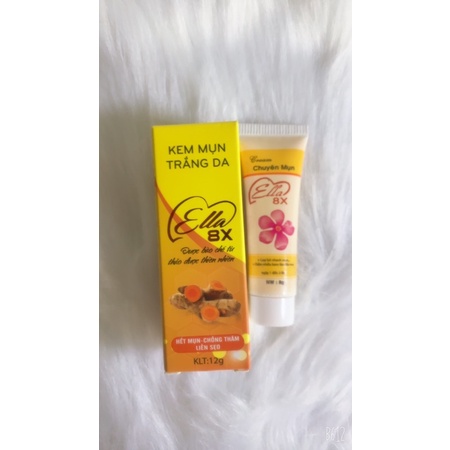 KEM MỤN
TRẮNG DA
Ella
8X
Được bào chế từ
thảo dược thiên nhiên
HẾT MỤN-CHỐNG THÂM
LIỀN SẸO
KLT:12g
Cream
Chuyên Mụn
Ella
8X